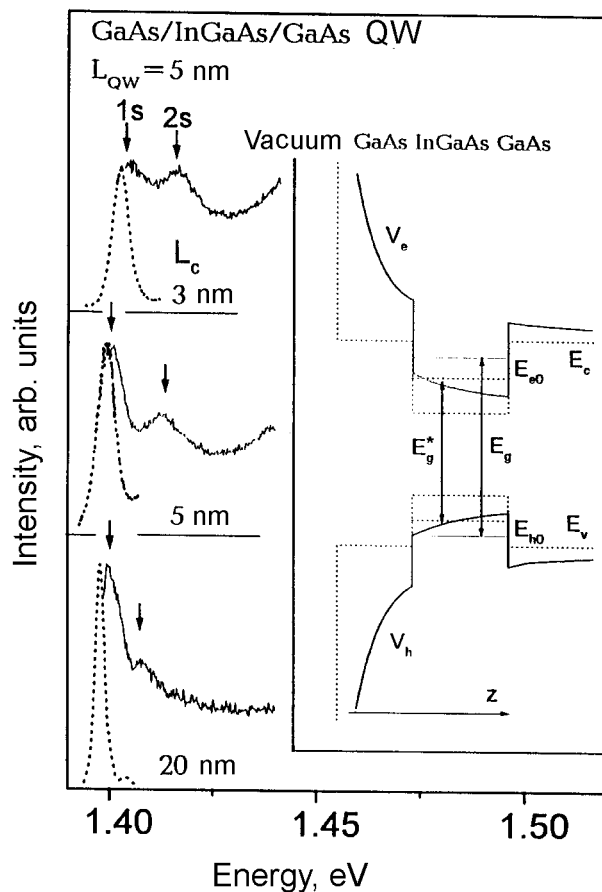 GaAs/InGaAs/GaAs QW
L_QW = 5 nm
1s 2s
L_c
3 nm
5 nm
20 nm
Vacuum GaAs InGaAs GaAs
V_e
E_e0 E_c
E_g* E_g
E_h0 E_v
V_h
z
Intensity, arb. units
1.40 1.45 1.50
Energy, eV